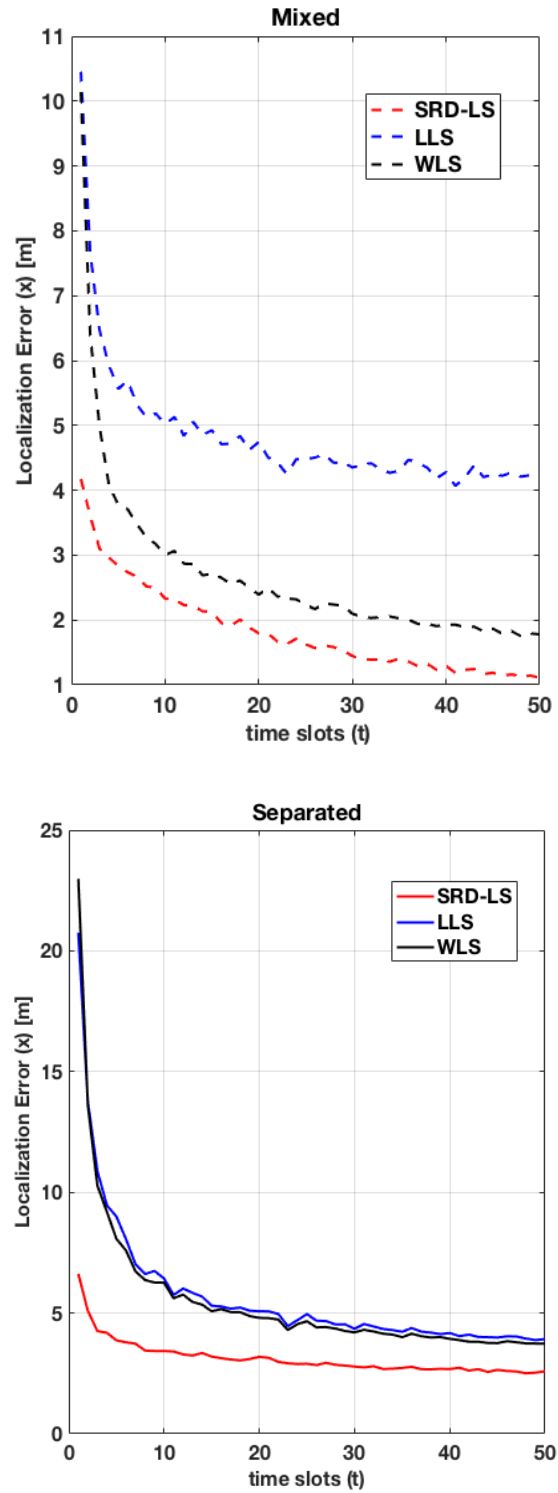 Mixed
11
10
9
8
7
6
5
4
3
2
1
Localization Error (x) [m]
SRD-LS
LLS
WLS
0 10 20 30 40 50
time slots (t)
Separated
25
20
15
10
5
0
Localization Error (x) [m]
SRD-LS
LLS
WLS
0 10 20 30 40 50
time slots (t)